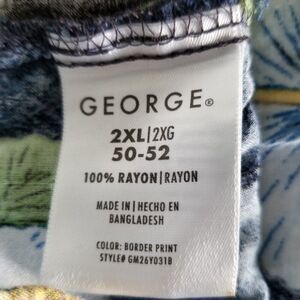 GEORGE®
2XL|2XG
50-52
100% RAYON|RAYON
MADE IN|HECHO EN
BANGLADESH
COLOR: BORDER PRINT
STYLE# GM26Y031B